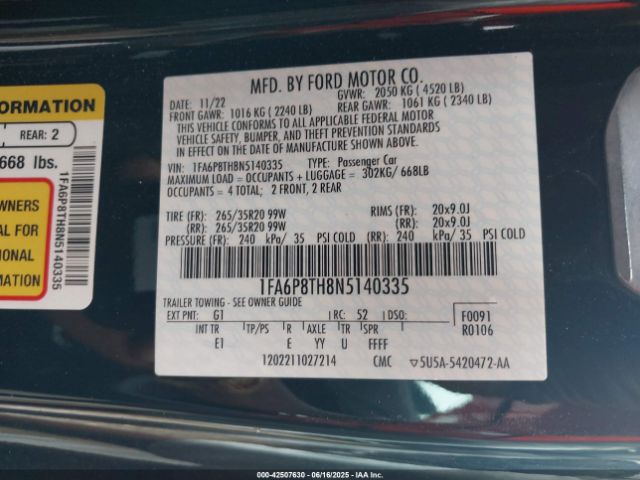 ORMATION
REAR: 2
668 lbs.
WNERS
AL FOR
ONAL
ON
1FA6P8TH8N5140335
MFD. BY FORD MOTOR CO.
DATE: 11/22 GVWR: 2050 KG ( 4520 LB)
FRONT GAWR: 1016 KG ( 2240 LB) REAR GAWR: 1061 KG ( 2340 LB)
THIS VEHICLE CONFORMS TO ALL APPLICABLE FEDERAL MOTOR
VEHICLE SAFETY, BUMPER, AND THEFT PREVENTION STANDARDS
IN EFFECT ON THE DATE OF MANUFACTURE SHOWN ABOVE.
VIN: 1FA6P8TH8N5140335 TYPE: Passenger Car
MAXIMUM LOAD = OCCUPANTS + LUGGAGE = 302KG/ 668LB
OCCUPANTS = 4 TOTAL; 2 FRONT, 2 REAR
TIRE (FR): 265/35R20 99W RIMS (FR): 20x9.0J
(RR): 265/35R20 99W (RR): 20x9.0J
PRESSURE (FR): 240 kPa/ 35 PSI COLD (RR): 240 kPa/ 35 PSI COLD
1FA6P8TH8N5140335
TRAILER TOWING - SEE OWNER GUIDE
EXT PNT: G1 RC: 52 DSO: F0091
INT TR TP/PS R AXLE TR SPR R0106
E1 E YY U FFFF
1202211027214 CMC 5U5A-5420472-AA
000-42507630 - 06/16/2025 - IAA Inc.